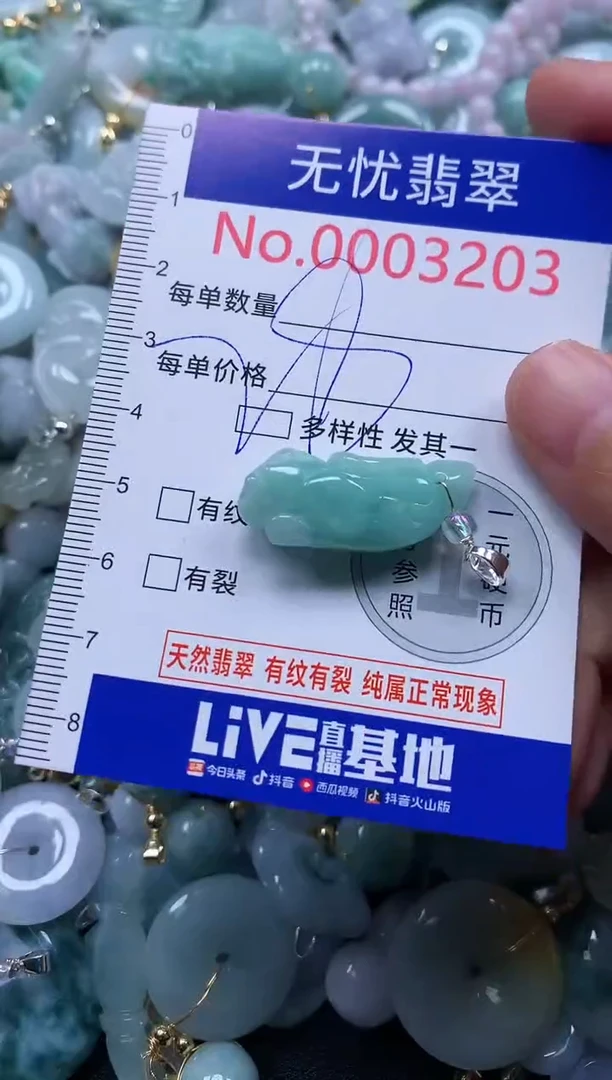 无忧翡翠
No.0003203
每单数量
每单价格
多样性 发其一
有纹
有裂
一元硬币
参照
天然翡翠 有纹有裂 纯属正常现象
LiVE直播基地
今日头条 抖音 西瓜视频 抖音火山版
0
1
2
3
4
5
6
7
8